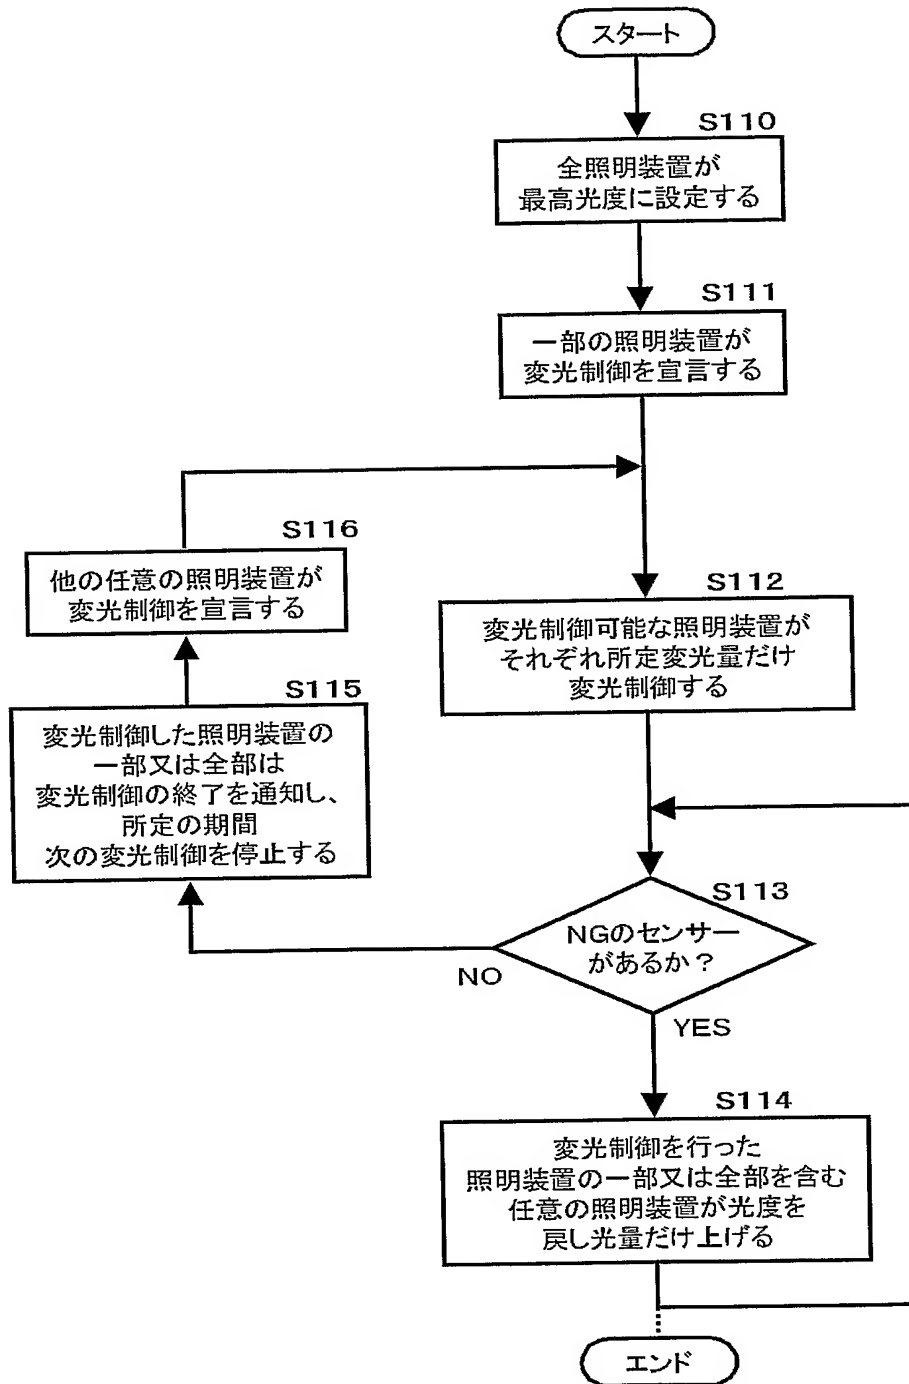 スタート
S110
全照明装置が
最高光度に設定する
S111
一部の照明装置が
変光制御を宣言する
S116
他の任意の照明装置が
変光制御を宣言する
S112
変光制御可能な照明装置が
それぞれ所定変光量だけ
変光制御する
S115
変光制御した照明装置の
一部又は全部は
変光制御の終了を通知し、
所定の期間
次の変光制御を停止する
S113
NGのセンサー
があるか？
NO
YES
S114
変光制御を行った
照明装置の一部又は全部を含む
任意の照明装置が光度を
戻し光量だけ上げる
エンド